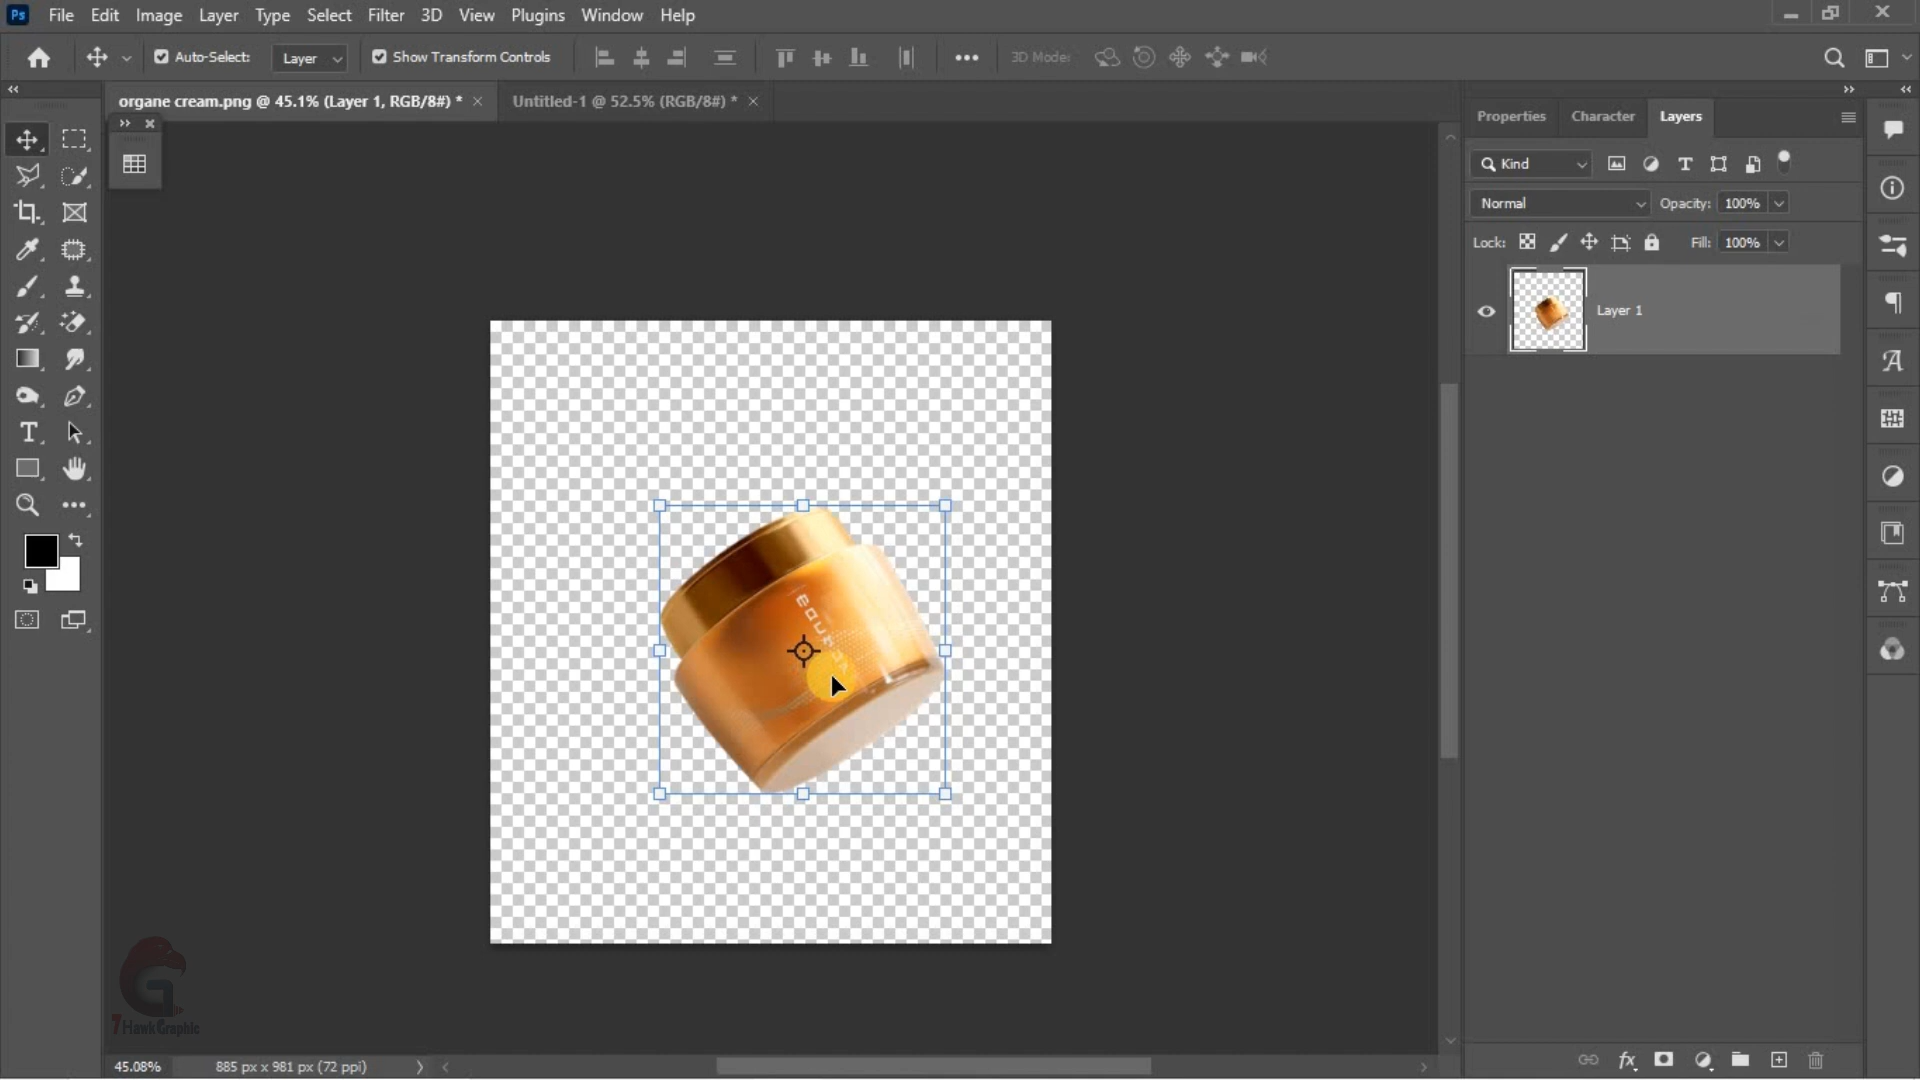 Ps File Edit Image Layer Type Select Filter 3D View Plugins Window Help
Auto-Select: Layer Show Transform Controls 3D Mode:
organe cream.png @ 45.1% (Layer 1, RGB/8#) * Untitled-1 @ 52.5% (RGB/8#) *
Properties Character Layers
Kind
Normal Opacity: 100%
Lock: Fill: 100%
Layer 1
7HawkGraphic
45.08% 885 px x 981 px (72 ppi)